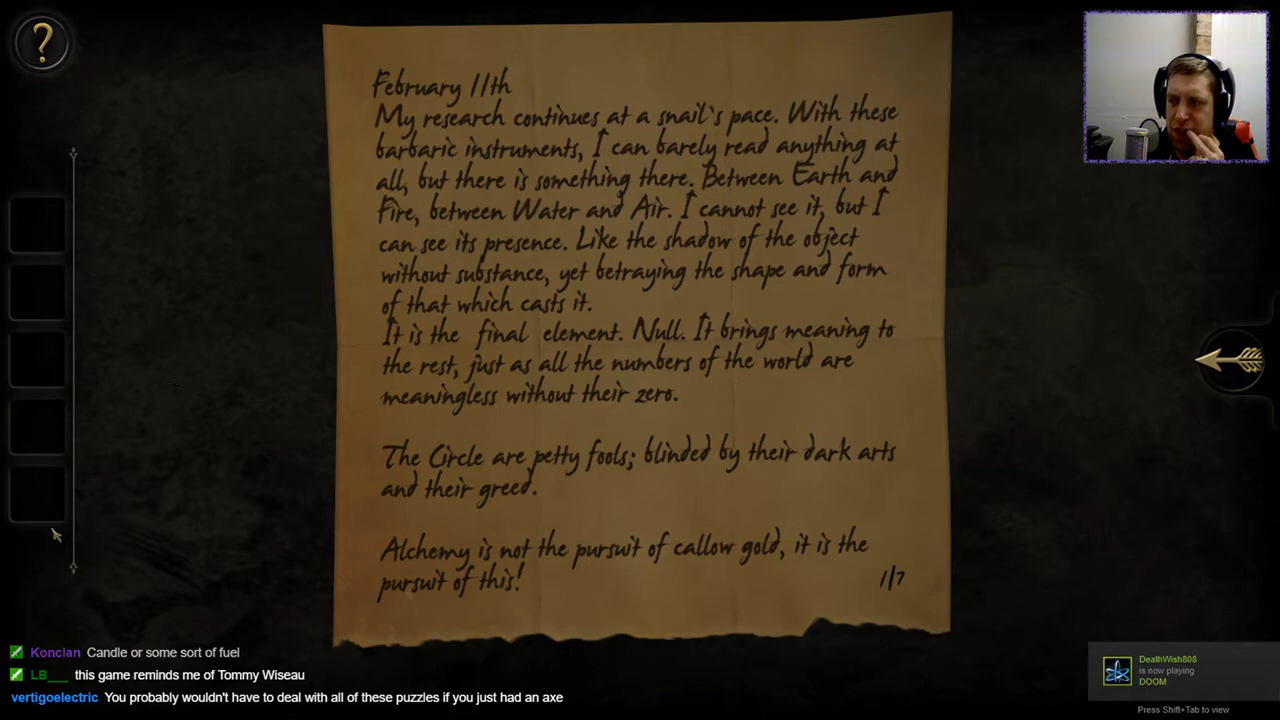 ?
February 11th
My research continues at a snail's pace. With these
barbaric instruments, I can barely read anything at
all, but there is something there. Between Earth and
Fire, between Water and Air. I cannot see it, but I
can see its presence. Like the shadow of the object
without substance, yet betraying the shape and form
of that which casts it.
It is the final element. Null. It brings meaning to
the rest, just as all the numbers of the world are
meaningless without their zero.
The Circle are petty fools; blinded by their dark arts
and their greed.
Alchemy is not the pursuit of callow gold, it is the
pursuit of this!
1/7
Konclan Candle or some sort of fuel
LB___ this game reminds me of Tommy Wiseau
vertigoelectric You probably wouldn't have to deal with all of these puzzles if you just had an axe
DeathWish808
is now playing
DOOM
Press Shift+Tab to view